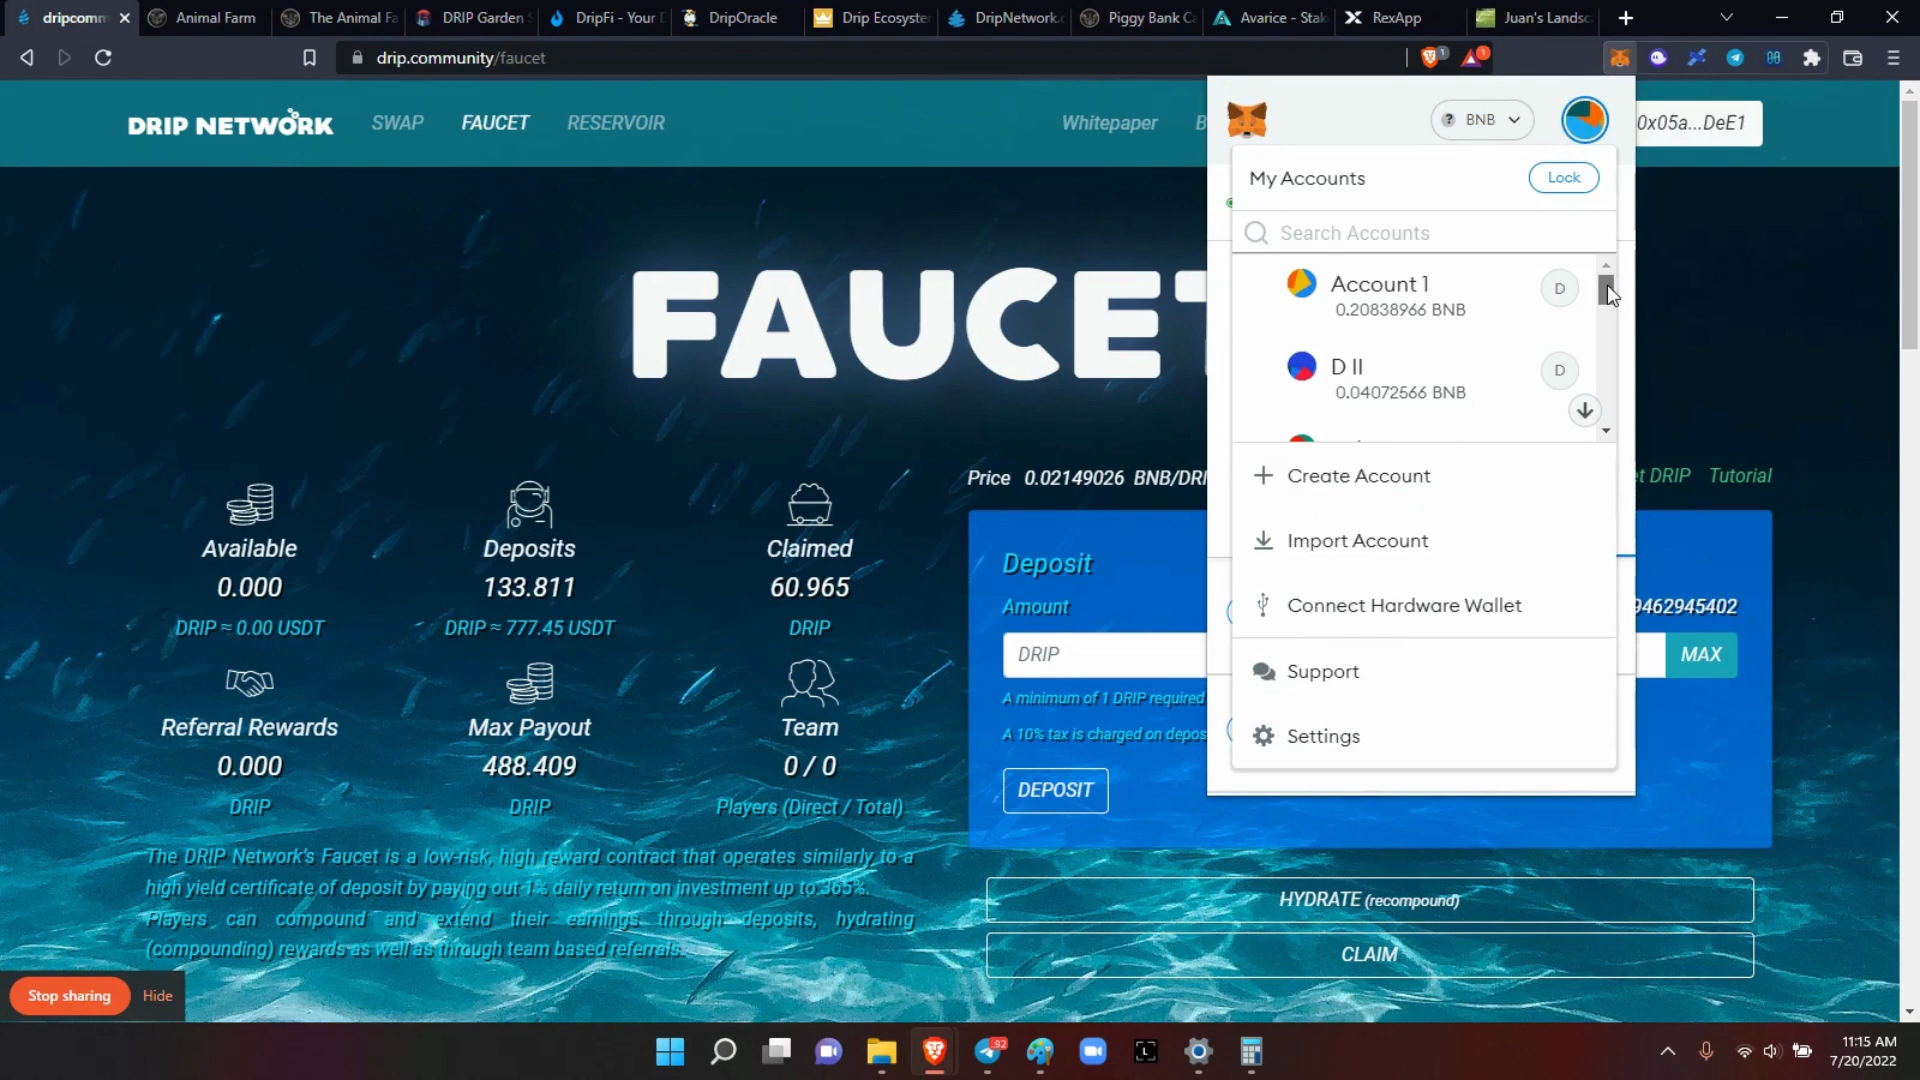 dripcomm
Animal Farm
The Animal Fa
DRIP Garden
DripFi - Your
DripOracle
Drip Ecosyste
DripNetwork.c
Piggy Bank Ca
Avarice - Stak
RexApp
Juan's Landsc
drip.community/faucet
1
1
DRIP NETWORK
SWAP
FAUCET
RESERVOIR
Whitepaper
B
BNB
0x05a...DeE1
My Accounts
Lock
Search Accounts
Account 1
0.20838966 BNB
D
D II
0.04072566 BNB
D
Create Account
Import Account
Connect Hardware Wallet
Support
Settings
FAUCET
Price 0.02149026 BNB/DRI
et DRIP
Tutorial
Available
0.000
DRIP ≈ 0.00 USDT
Deposits
133.811
DRIP ≈ 777.45 USDT
Claimed
60.965
DRIP
Referral Rewards
0.000
DRIP
Max Payout
488.409
DRIP
Team
0 / 0
Players (Direct / Total)
The DRIP Network's Faucet is a low-risk, high reward contract that operates similarly to a
high yield certificate of deposit by paying out 1% daily return on investment up to 365%.
Players can compound and extend their earnings through deposits, hydrating
(compounding) rewards as well as through team based referrals.
Deposit
Amount
9462945402
DRIP
MAX
A minimum of 1 DRIP required
A 10% tax is charged on depos
DEPOSIT
HYDRATE (recompound)
CLAIM
Stop sharing
Hide
92
L
11:15 AM
7/20/2022